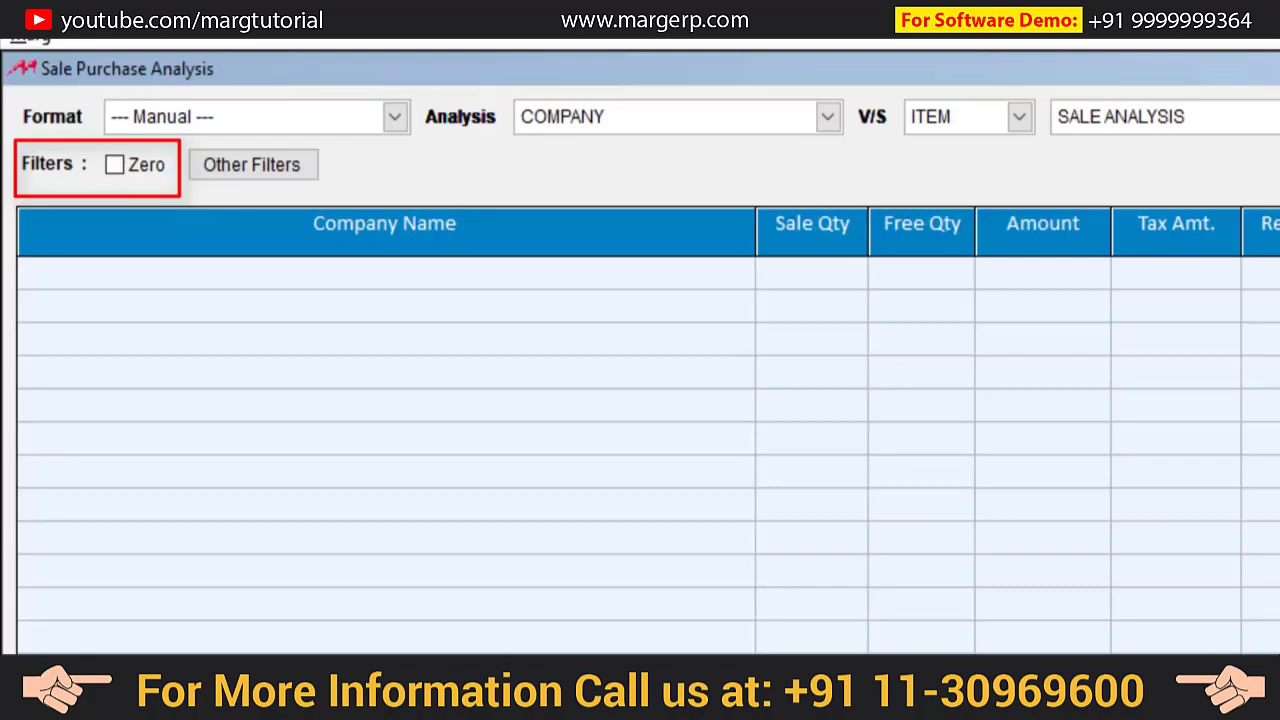 youtube.com/margtutorial www.margerp.com For Software Demo: +91 9999999364
Sale Purchase Analysis
Format --- Manual --- Analysis COMPANY V/S ITEM SALE ANALYSIS
Filters : Zero Other Filters
Company Name Sale Qty Free Qty Amount Tax Amt. Re
For More Information Call us at: +91 11-30969600